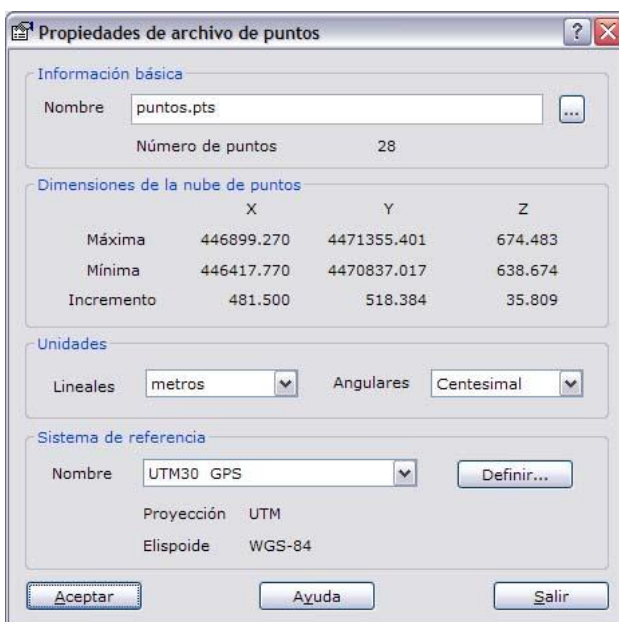 Propiedades de archivo de puntos
Información básica
Nombre puntos.pts ...
Número de puntos 28
Dimensiones de la nube de puntos
X Y Z
Máxima 446899.270 4471355.401 674.483
Mínima 446417.770 4470837.017 638.674
Incremento 481.500 518.384 35.809
Unidades
Lineales metros Angulares Centesimal
Sistema de referencia
Nombre UTM30 GPS Definir...
Proyección UTM
Elispoide WGS-84
Aceptar Ayuda Salir